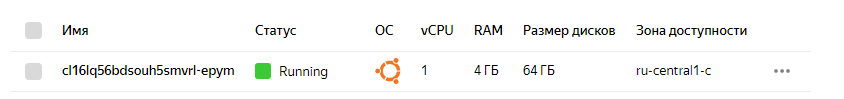 Имя Статус ОС vCPU RAM Размер дисков Зона доступности
cl16lq56bdsouh5smvrl-epym Running 1 4 ГБ 64 ГБ ru-central1-c